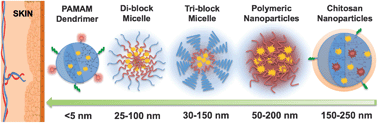 SKIN
PAMAM
Dendrimer
Di-block
Micelle
Tri-block
Micelle
Polymeric
Nanoparticles
Chitosan
Nanoparticles
<5 nm
25-100 nm
30-150 nm
50-200 nm
150-250 nm